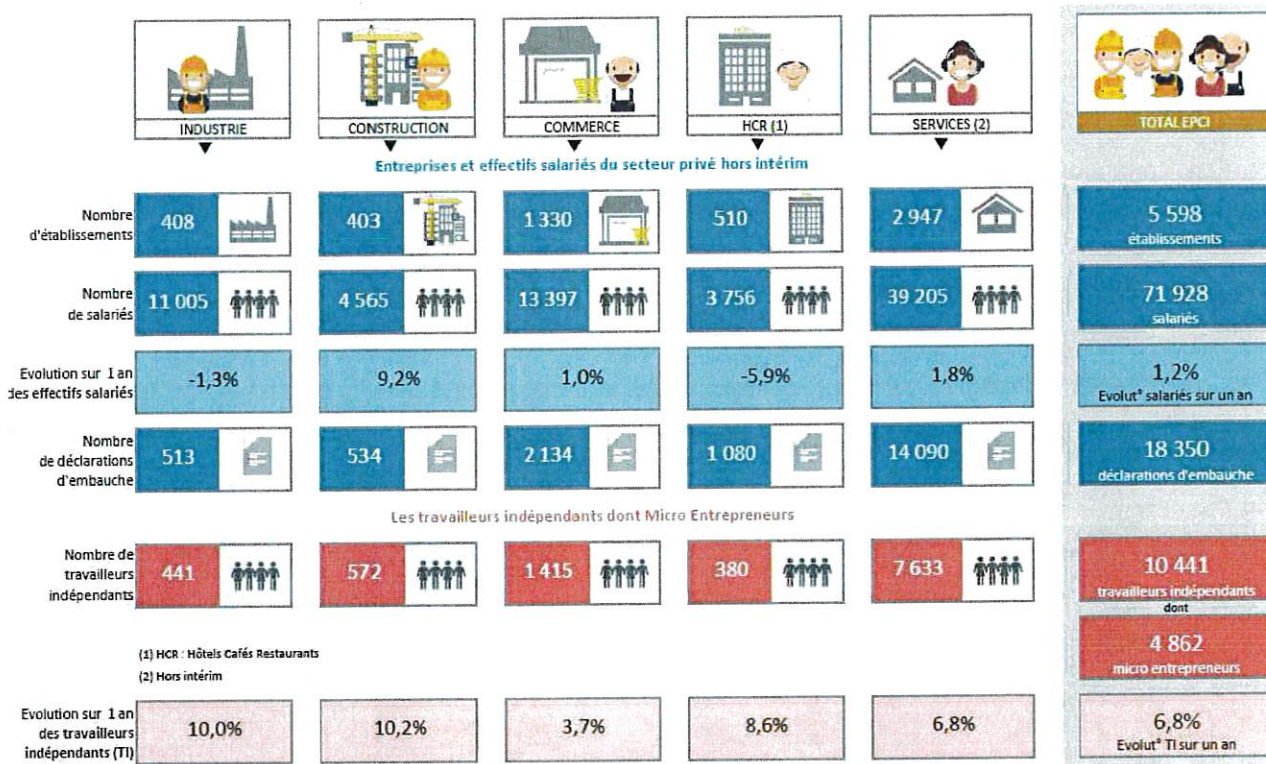 INDUSTRIE
CONSTRUCTION
COMMERCE
HCR (1)
SERVICES (2)
TOTAL EPCI
Entreprises et effectifs salariés du secteur privé hors intérim
Nombre
d'établissements
408
403
1 330
510
2 947
5 598
établissements
Nombre
de salariés
11 005
4 565
13 397
3 756
39 205
71 928
salariés
Evolution sur 1 an
des effectifs salariés
-1,3%
9,2%
1,0%
-5,9%
1,8%
1,2%
Evolut° salariés sur un an
Nombre
de déclarations
d'embauche
513
534
2 134
1 080
14 090
18 350
déclarations d'embauche
Les travailleurs indépendants dont Micro Entrepreneurs
Nombre de
travailleurs
indépendants
441
572
1 415
380
7 633
10 441
travailleurs indépendants
dont
4 862
micro entrepreneurs
(1) HCR : Hôtels Cafés Restaurants
(2) Hors intérim
Evolution sur 1 an
des travailleurs
indépendants (TI)
10,0%
10,2%
3,7%
8,6%
6,8%
6,8%
Evolut° TI sur un an